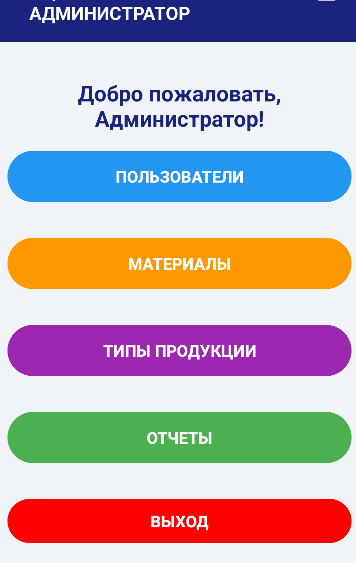 АДМИНИСТРАТОР
Добро пожаловать,
Администратор!
ПОЛЬЗОВАТЕЛИ
МАТЕРИАЛЫ
ТИПЫ ПРОДУКЦИИ
ОТЧЕТЫ
ВЫХОД